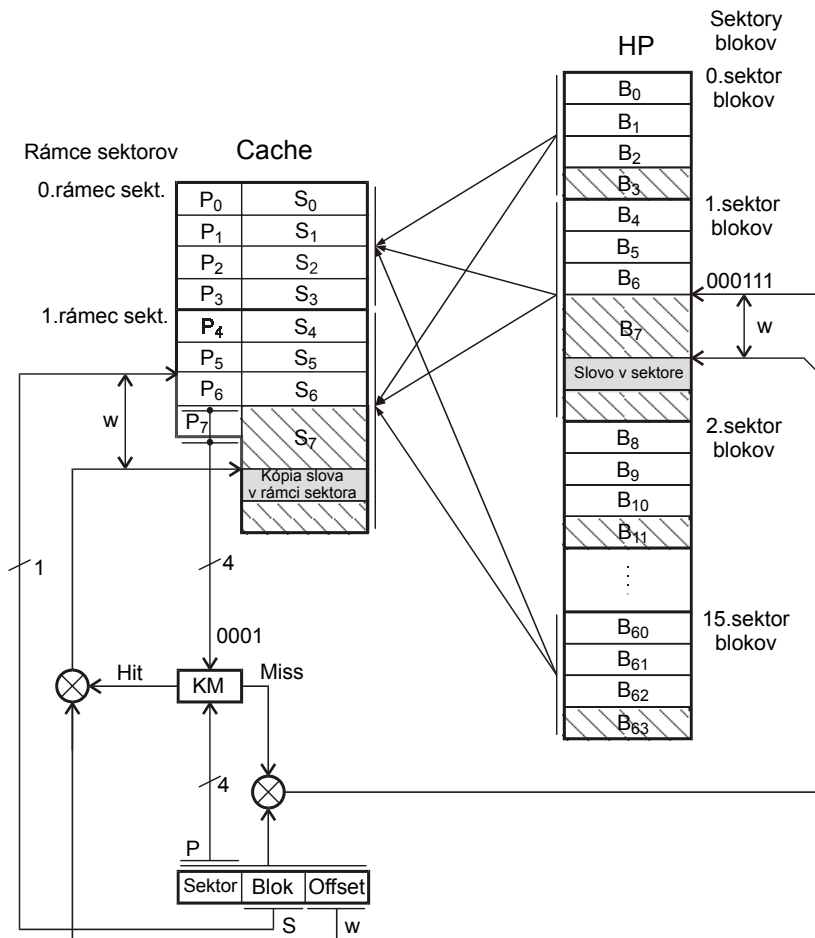 Sektory
blokov
HP
0.sektor
blokov
B0
B1
B2
B3
Rámce sektorov
Cache
0.rámec sekt.
P0 S0
P1 S1
P2 S2
P3 S3
1.sektor
blokov
B4
B5
B6
000111
B7
w
Slovo v sektore
1.rámec sekt.
P4 S4
P5 S5
P6 S6
P7 S7
w
Kópia slova
v rámci sektora
2.sektor
blokov
B8
B9
B10
B11
15.sektor
blokov
B60
B61
B62
B63
1
4
0001
Hit
KM
Miss
4
P
Sektor Blok Offset
S
w